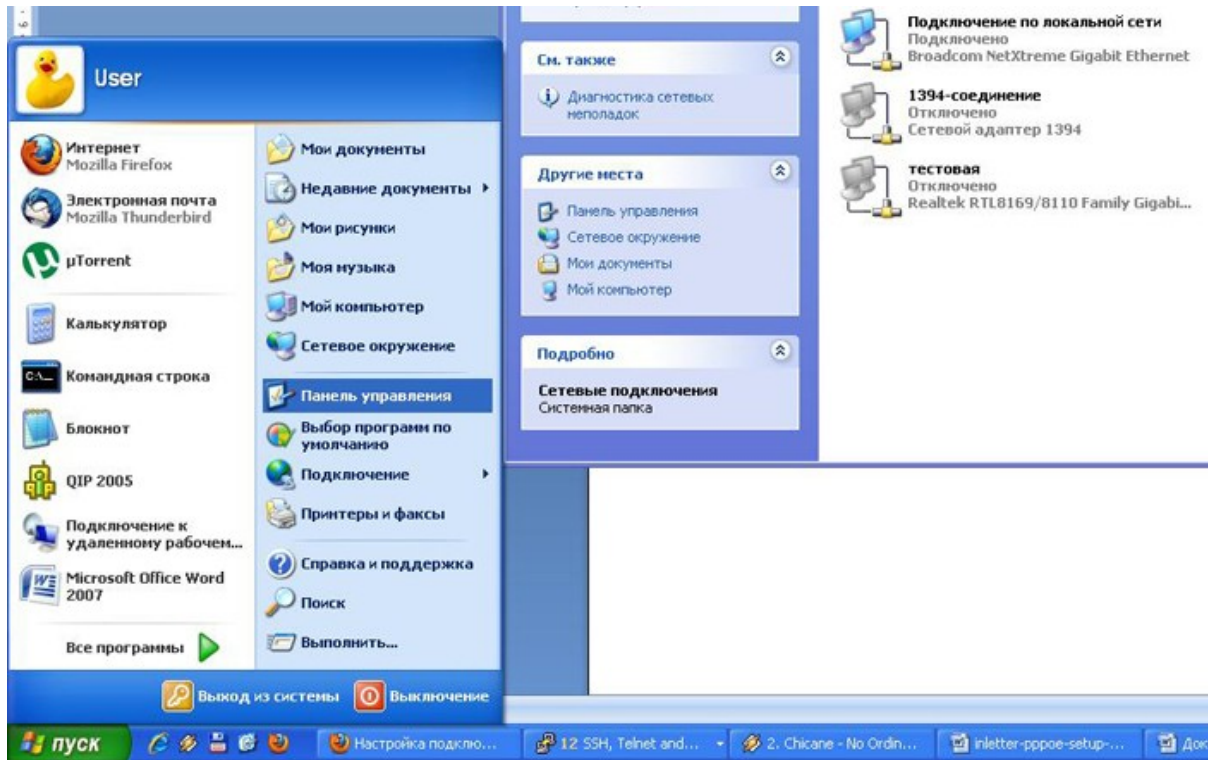 User
Интернет
Mozilla Firefox
Электронная почта
Mozilla Thunderbird
µTorrent
Калькулятор
Командная строка
Блокнот
QIP 2005
Подключение к
удаленному рабочем...
Microsoft Office Word
2007
Все программы
Мои документы
Недавние документы
Мои рисунки
Моя музыка
Мой компьютер
Сетевое окружение
Панель управления
Выбор программ по
умолчанию
Подключение
Принтеры и факсы
Справка и поддержка
Поиск
Выполнить...
Выход из системы
Выключение
См. также
Диагностика сетевых
неполадок
Другие места
Панель управления
Сетевое окружение
Мои документы
Мой компьютер
Подробно
Сетевые подключения
Системная папка
Подключение по локальной сети
Подключено
Broadcom NetXtreme Gigabit Ethernet
1394-соединение
Отключено
Сетевой адаптер 1394
тестовая
Отключено
Realtek RTL8169/8110 Family Gigabi...
пуск
Настройка подклю...
12 SSH, Telnet and...
2. Chicane - No Ordin...
inletter-pppoe-setup-...
Док